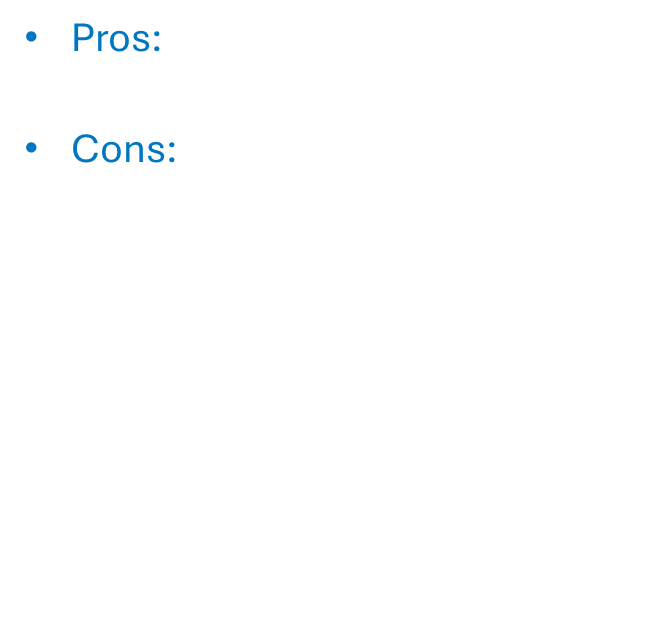 • Pros:
• Cons: